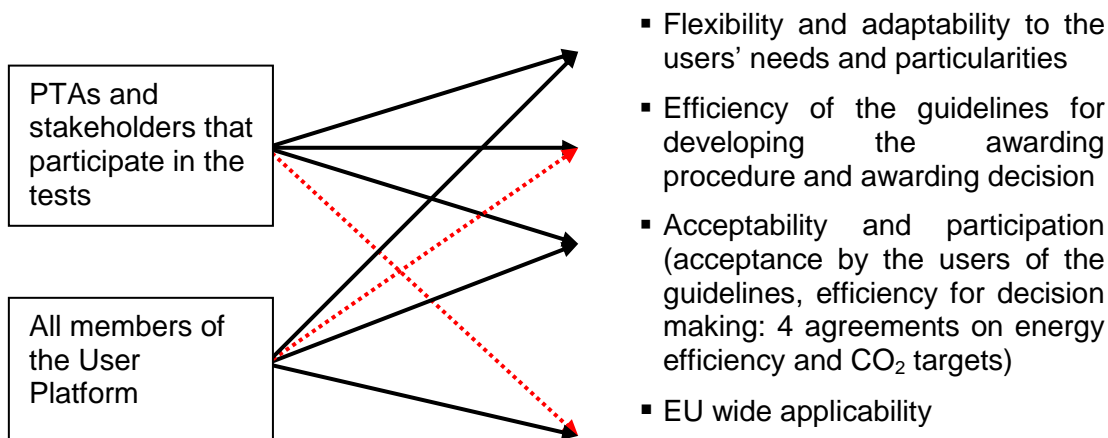 PTAs and
stakeholders that
participate in the
tests
All members of
the User
Platform
▪ Flexibility and adaptability to the
users’ needs and particularities
▪ Efficiency of the guidelines for
developing the awarding
procedure and awarding decision
▪ Acceptability and participation
(acceptance by the users of the
guidelines, efficiency for decision
making: 4 agreements on energy
efficiency and CO₂ targets)
▪ EU wide applicability